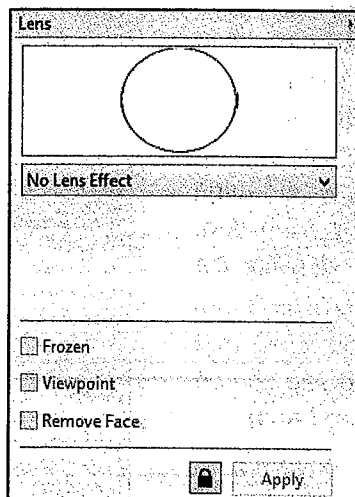 Lens
No Lens Effect
Frozen
Viewpoint
Remove Face
Apply